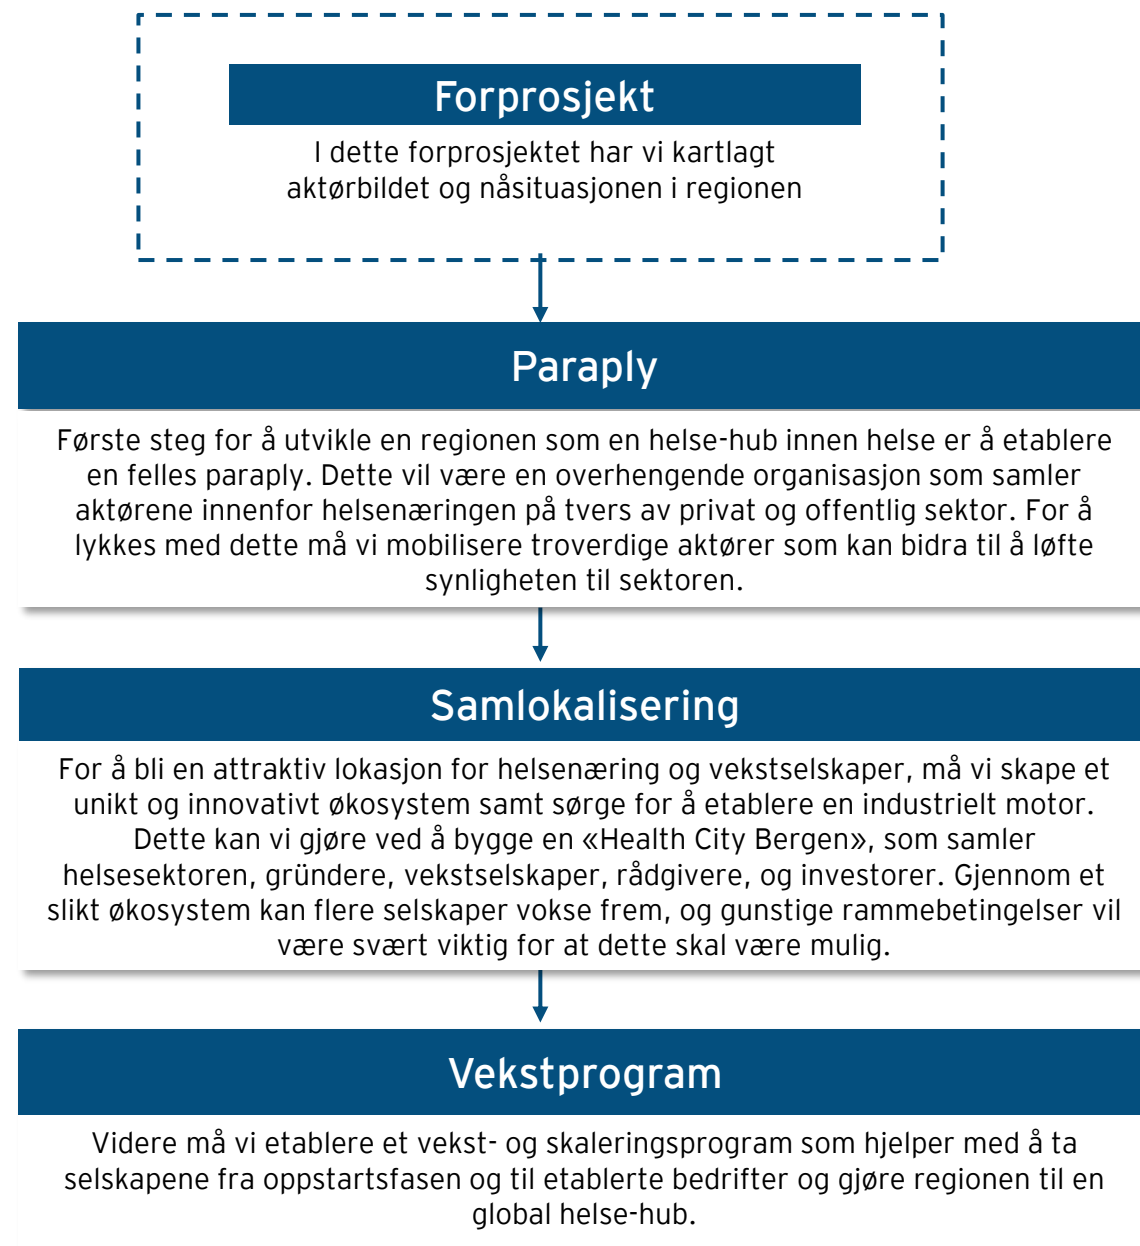 Forprosjekt
I dette forprosjektet har vi kartlagt
aktørbildet og nåsituasjonen i regionen
Paraply
Første steg for å utvikle en regionen som en helse-hub innen helse er å etablere
en felles paraply. Dette vil være en overhengende organisasjon som samler
aktørene innenfor helsenæringen på tvers av privat og offentlig sektor. For å
lykkes med dette må vi mobilisere troverdige aktører som kan bidra til å løfte
synligheten til sektoren.
Samlokalisering
For å bli en attraktiv lokasjon for helsenæring og vekstselskaper, må vi skape et
unikt og innovativt økosystem samt sørge for å etablere en industrielt motor.
Dette kan vi gjøre ved å bygge en «Health City Bergen», som samler
helsesektoren, gründere, vekstselskaper, rådgivere, og investorer. Gjennom et
slikt økosystem kan flere selskaper vokse frem, og gunstige rammebetingelser vil
være svært viktig for at dette skal være mulig.
Vekstprogram
Videre må vi etablere et vekst- og skaleringsprogram som hjelper med å ta
selskapene fra oppstartsfasen og til etablerte bedrifter og gjøre regionen til en
global helse-hub.